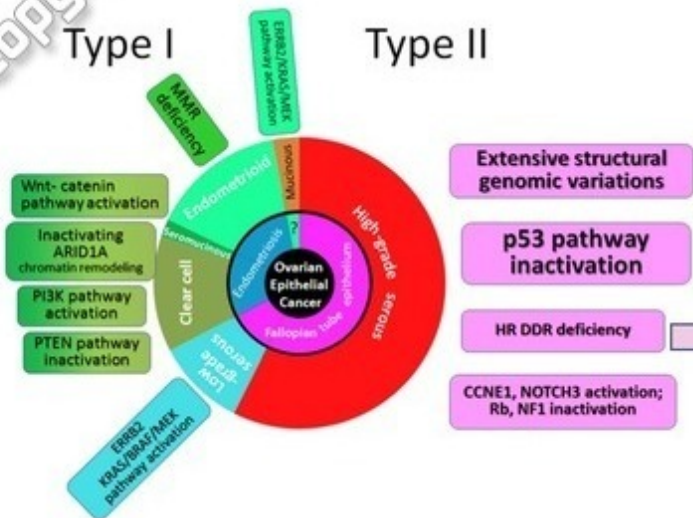 copy
Type I
Type II
ERRB2/KRAS/MEK
pathway activation
MMR
deficiency
Wnt- catenin
pathway activation
Inactivating
ARID1A
chromatin remodeling
PI3K pathway
activation
PTEN pathway
inactivation
ERRB2
KRAS/BRAF/MEK
pathway activation
Mucinous
Endometrioid
Seromucinous
Clear cell
Low
-grade
serous
High-grade serous
?
Endometriosis
Fallopian tube epithelium
Ovarian
Epithelial
Cancer
Extensive structural
genomic variations
p53 pathway
inactivation
HR DDR deficiency
CCNE1, NOTCH3 activation;
Rb, NF1 inactivation